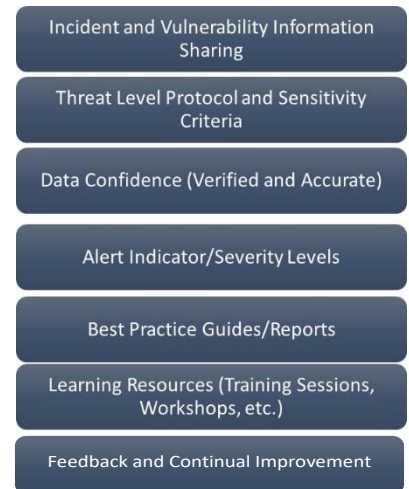 Incident and Vulnerability Information
Sharing
Threat Level Protocol and Sensitivity
Criteria
Data Confidence (Verified and Accurate)
Alert Indicator/Severity Levels
Best Practice Guides/Reports
Learning Resources (Training Sessions,
Workshops, etc.)
Feedback and Continual Improvement